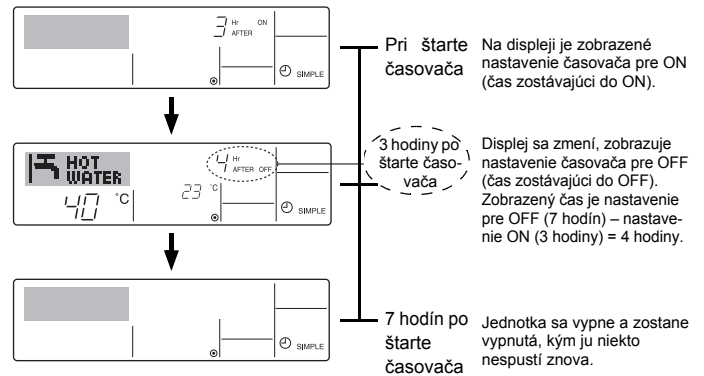 3 Hr ON
AFTER
SIMPLE
Pri štarte
časovača
Na displeji je zobrazené
nastavenie časovača pre ON
(čas zostávajúci do ON).
HOT
WATER
40 °C
4 Hr
AFTER OFF
23 °C
SIMPLE
3 hodiny po
štarte časo-
vača
Displej sa zmení, zobrazuje
nastavenie časovača pre OFF
(čas zostávajúci do OFF).
Zobrazený čas je nastavenie
pre OFF (7 hodín) – nastave-
nie ON (3 hodiny) = 4 hodiny.
SIMPLE
7 hodín po
štarte
časovača
Jednotka sa vypne a zostane
vypnutá, kým ju niekto
nespustí znova.